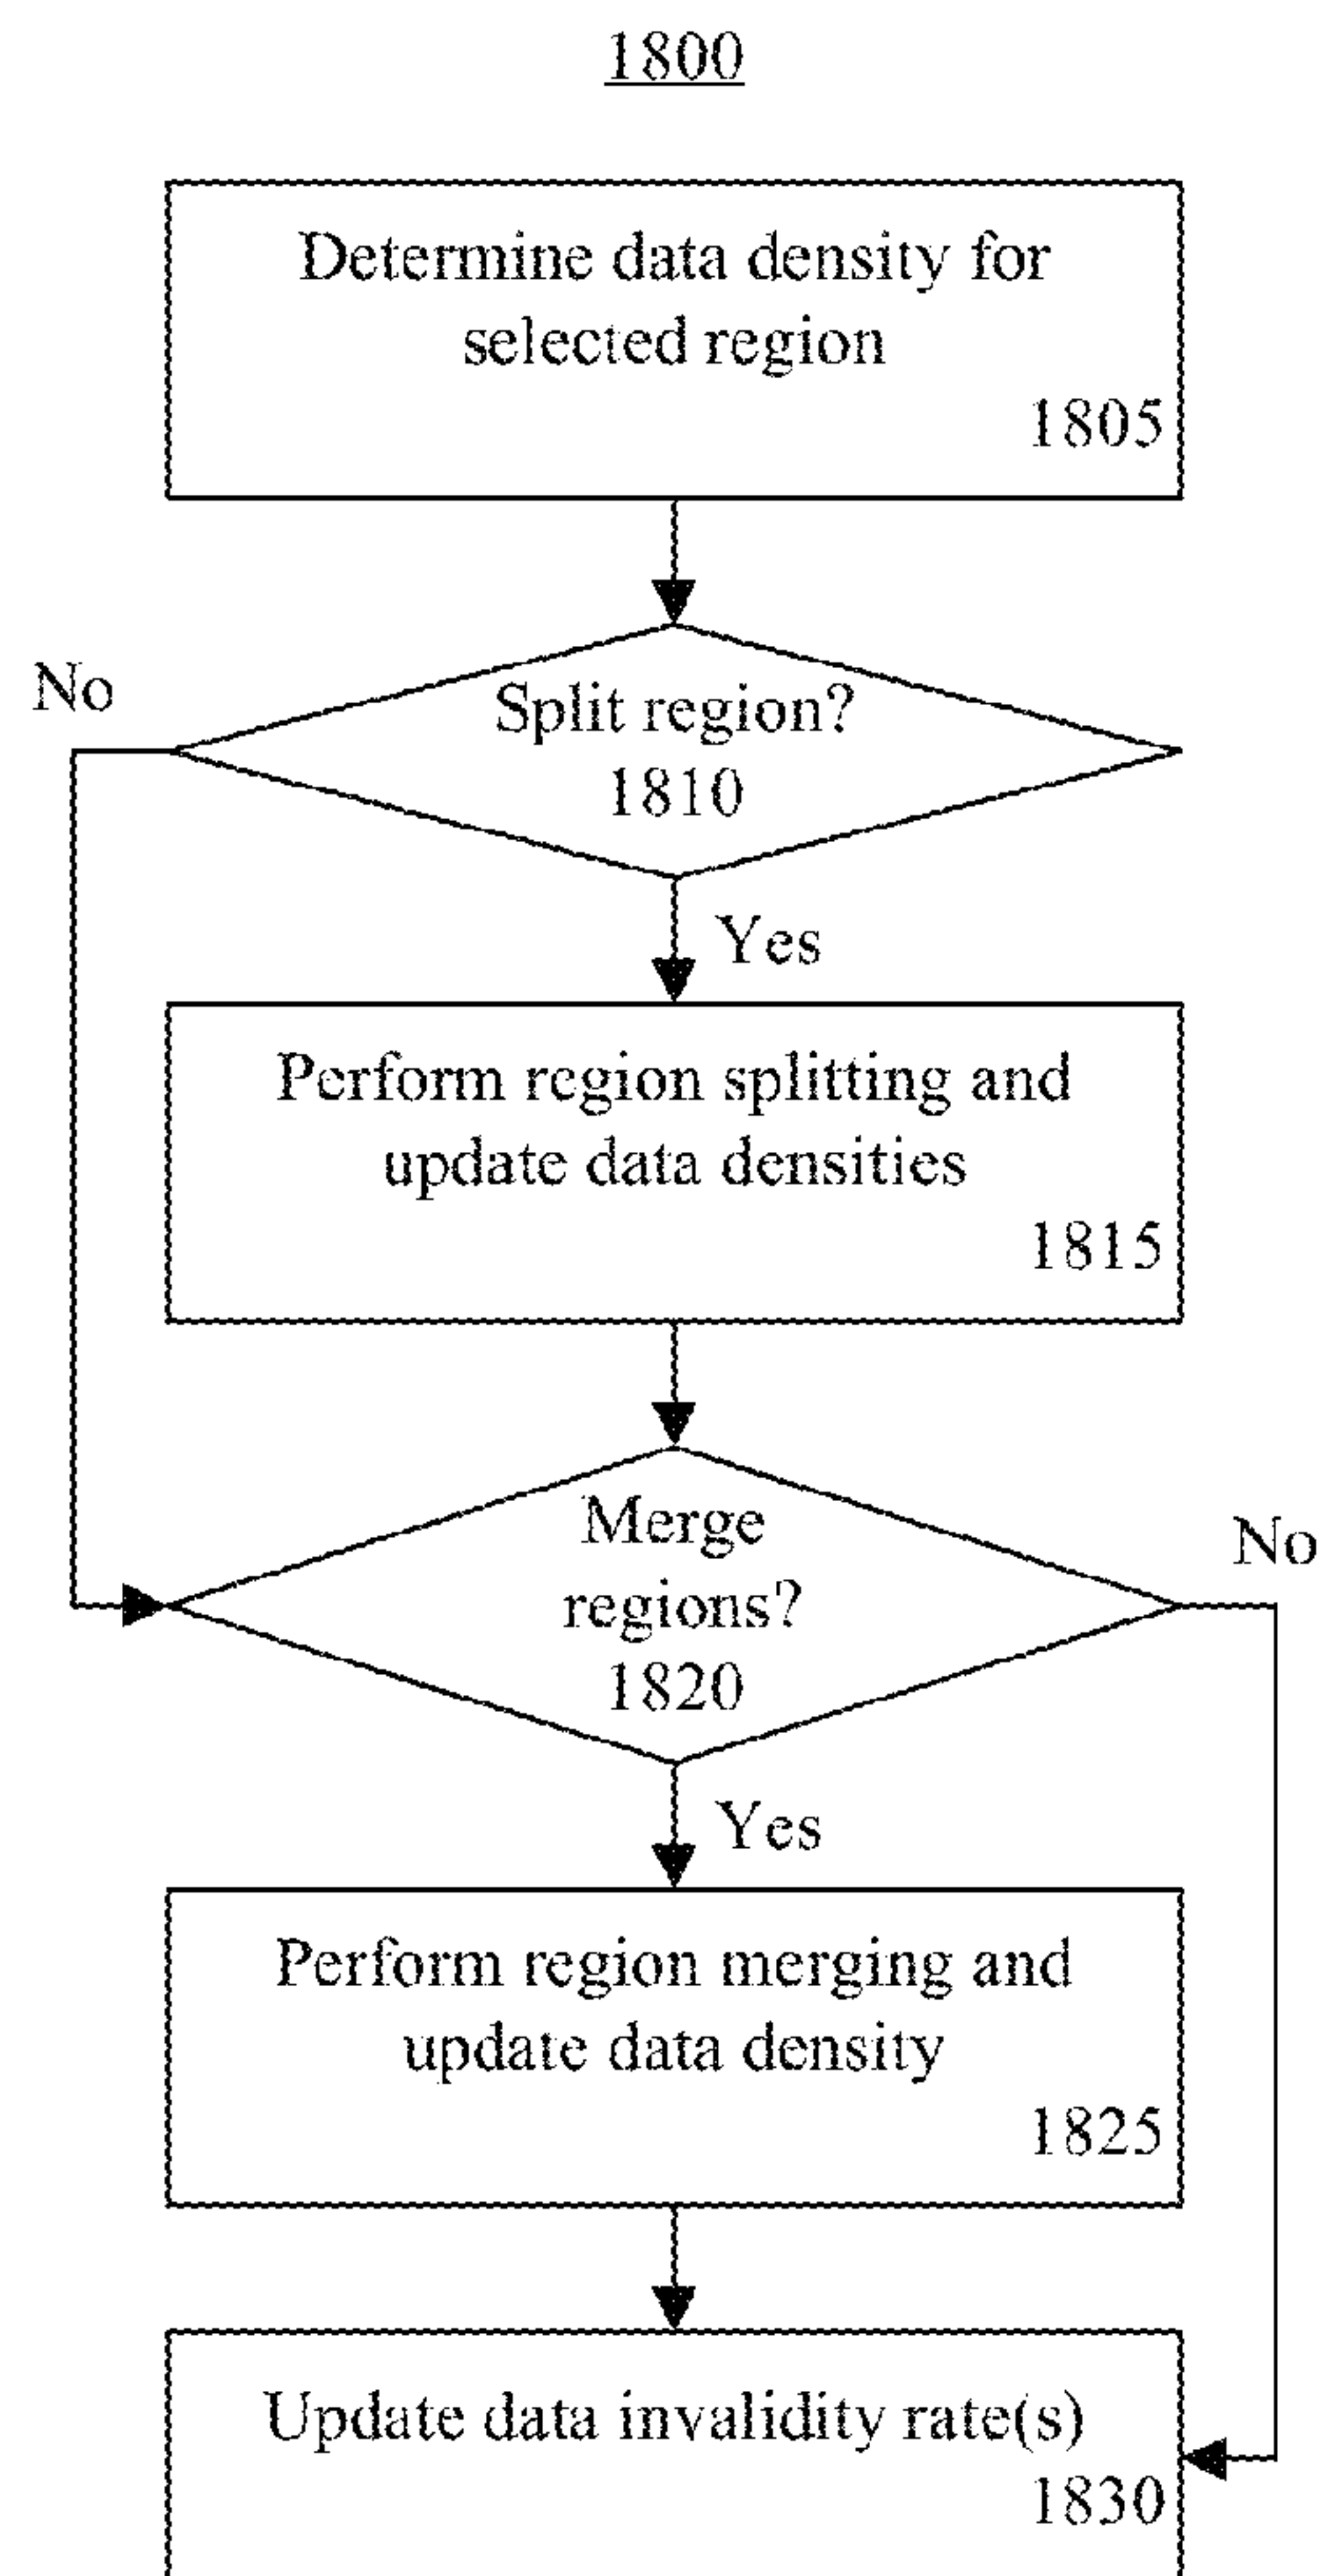 1800
Determine data density for
selected region
1805
No
Split region?
1810
Yes
Perform region splitting and
update data densities
1815
Merge
regions?
1820
No
Yes
Perform region merging and
update data density
1825
Update data invalidity rate(s)
1830